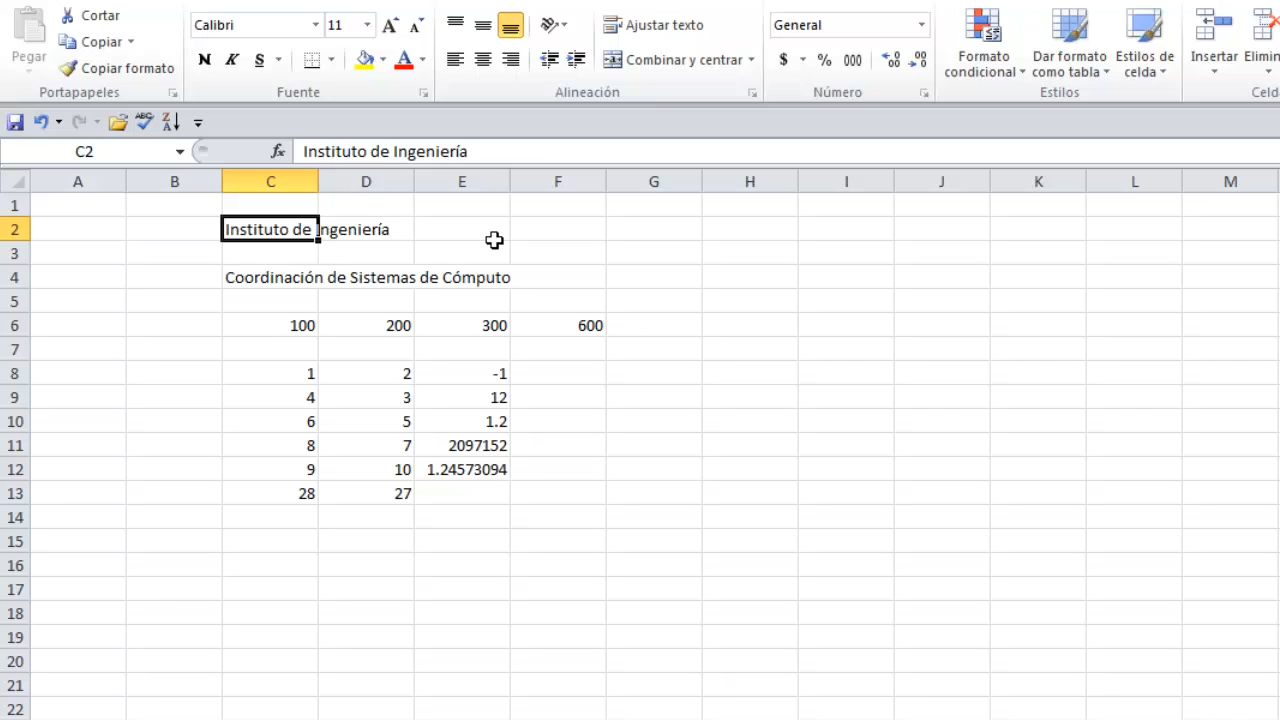 Cortar
Copiar
Copiar formato
Pegar
Portapapeles
Calibri 11 A A
N K S A
Fuente
Ajustar texto
Combinar y centrar
Alineación
General
$ % 000
Número
Formato condicional
Dar formato como tabla
Estilos de celda
Estilos
Insertar
Elimin
Celd
ABC
Z A
C2 fx Instituto de Ingeniería
A B C D E F G H I J K L M
1
2 Instituto de Ingeniería
3
4 Coordinación de Sistemas de Cómputo
5
6 100 200 300 600
7
8 1 2 -1
9 4 3 12
10 6 5 1.2
11 8 7 2097152
12 9 10 1.24573094
13 28 27
14
15
16
17
18
19
20
21
22